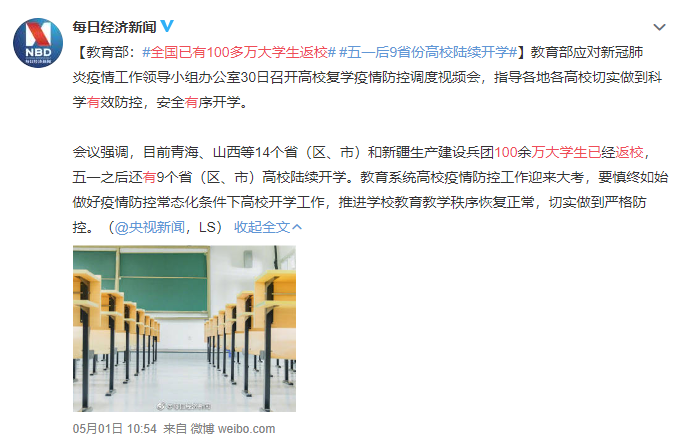 每日经济新闻
NBD
每日经济新闻
【教育部：#全国已有100多万大学生返校# #五一后9省份高校陆续开学#】教育部应对新冠肺
炎疫情工作领导小组办公室30日召开高校复学疫情防控调度视频会，指导各地各高校切实做到科
学有效防控，安全有序开学。
会议强调，目前青海、山西等14个省（区、市）和新疆生产建设兵团100余万大学生已经返校，
五一之后还有9个省（区、市）高校陆续开学。教育系统高校疫情防控工作迎来大考，要慎终如始
做好疫情防控常态化条件下高校开学工作，推进学校教育教学秩序恢复正常，切实做到严格防
控。（@央视新闻，LS） 收起全文
05月01日 10:54 来自 微博 weibo.com